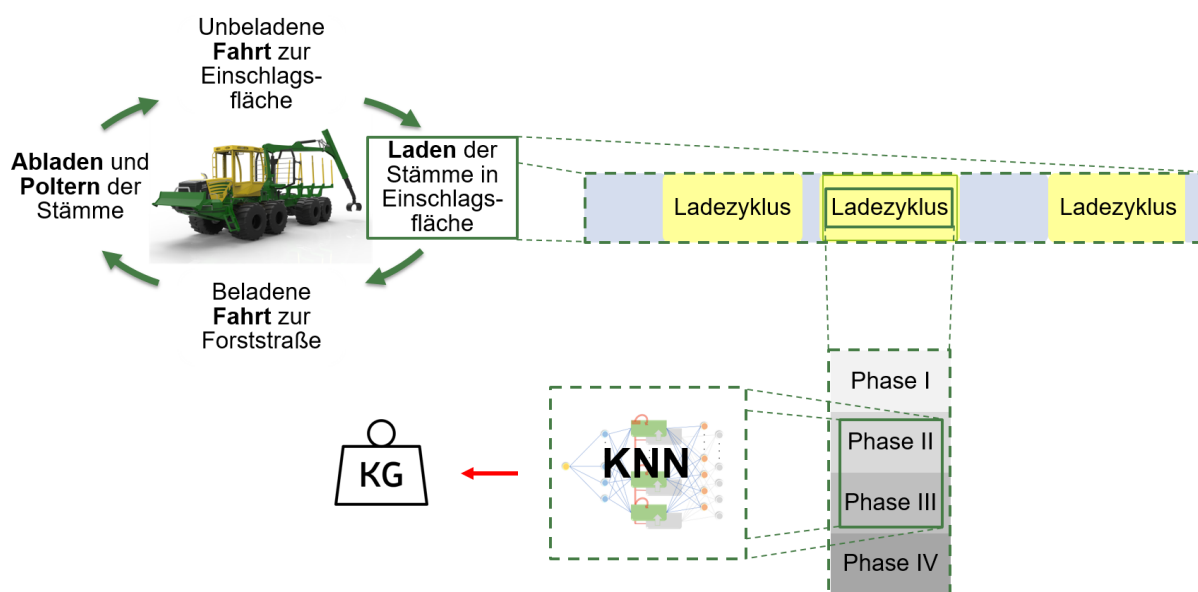 Unbeladene
Fahrt zur
Einschlags-
fläche
Abladen und
Poltern der
Stämme
Laden der
Stämme in
Einschlags-
fläche
Beladene
Fahrt zur
Forststraße
Ladezyklus
Ladezyklus
Ladezyklus
Phase I
Phase II
Phase III
Phase IV
KNN
KG